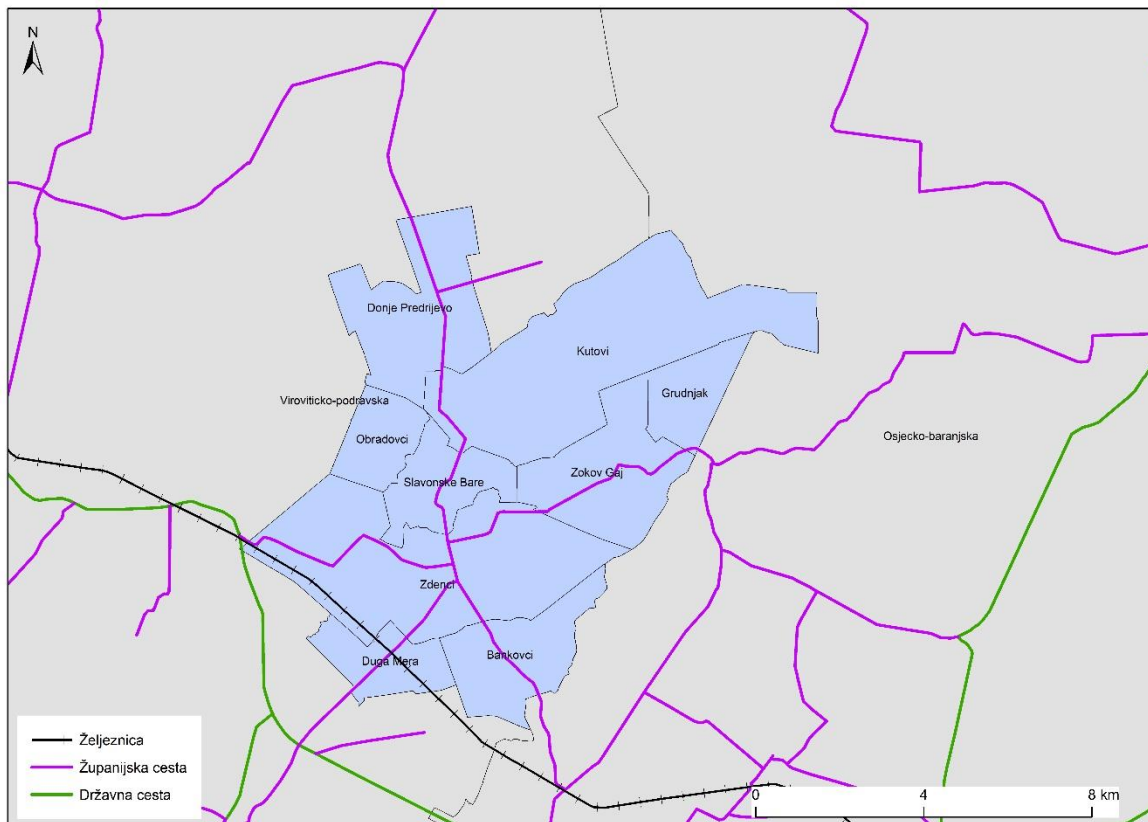 N
Donje Predrijevo
Kutovi
Grudnjak
Viroviticko-podravska
Obradovci
Osjecko-baranjska
Zokov Gaj
Slavonske Bare
Zdenci
Duga Mera
Bankovci
Željeznica
Županijska cesta
Državna cesta
0 4 8 km